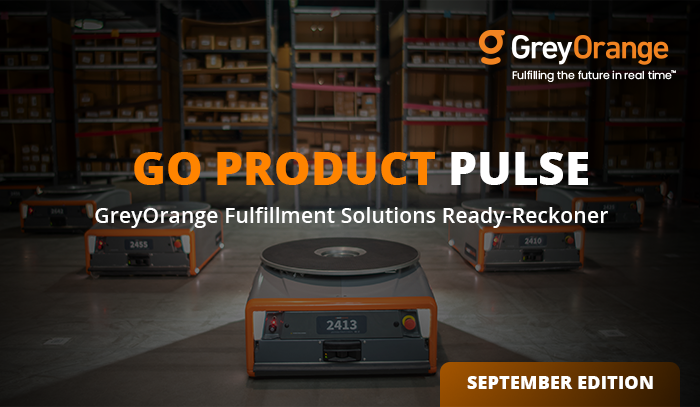 GreyOrange
Fulfilling the future in real time™
GO PRODUCT PULSE
GreyOrange Fulfillment Solutions Ready-Reckoner
2455
2410
2413
SEPTEMBER EDITION